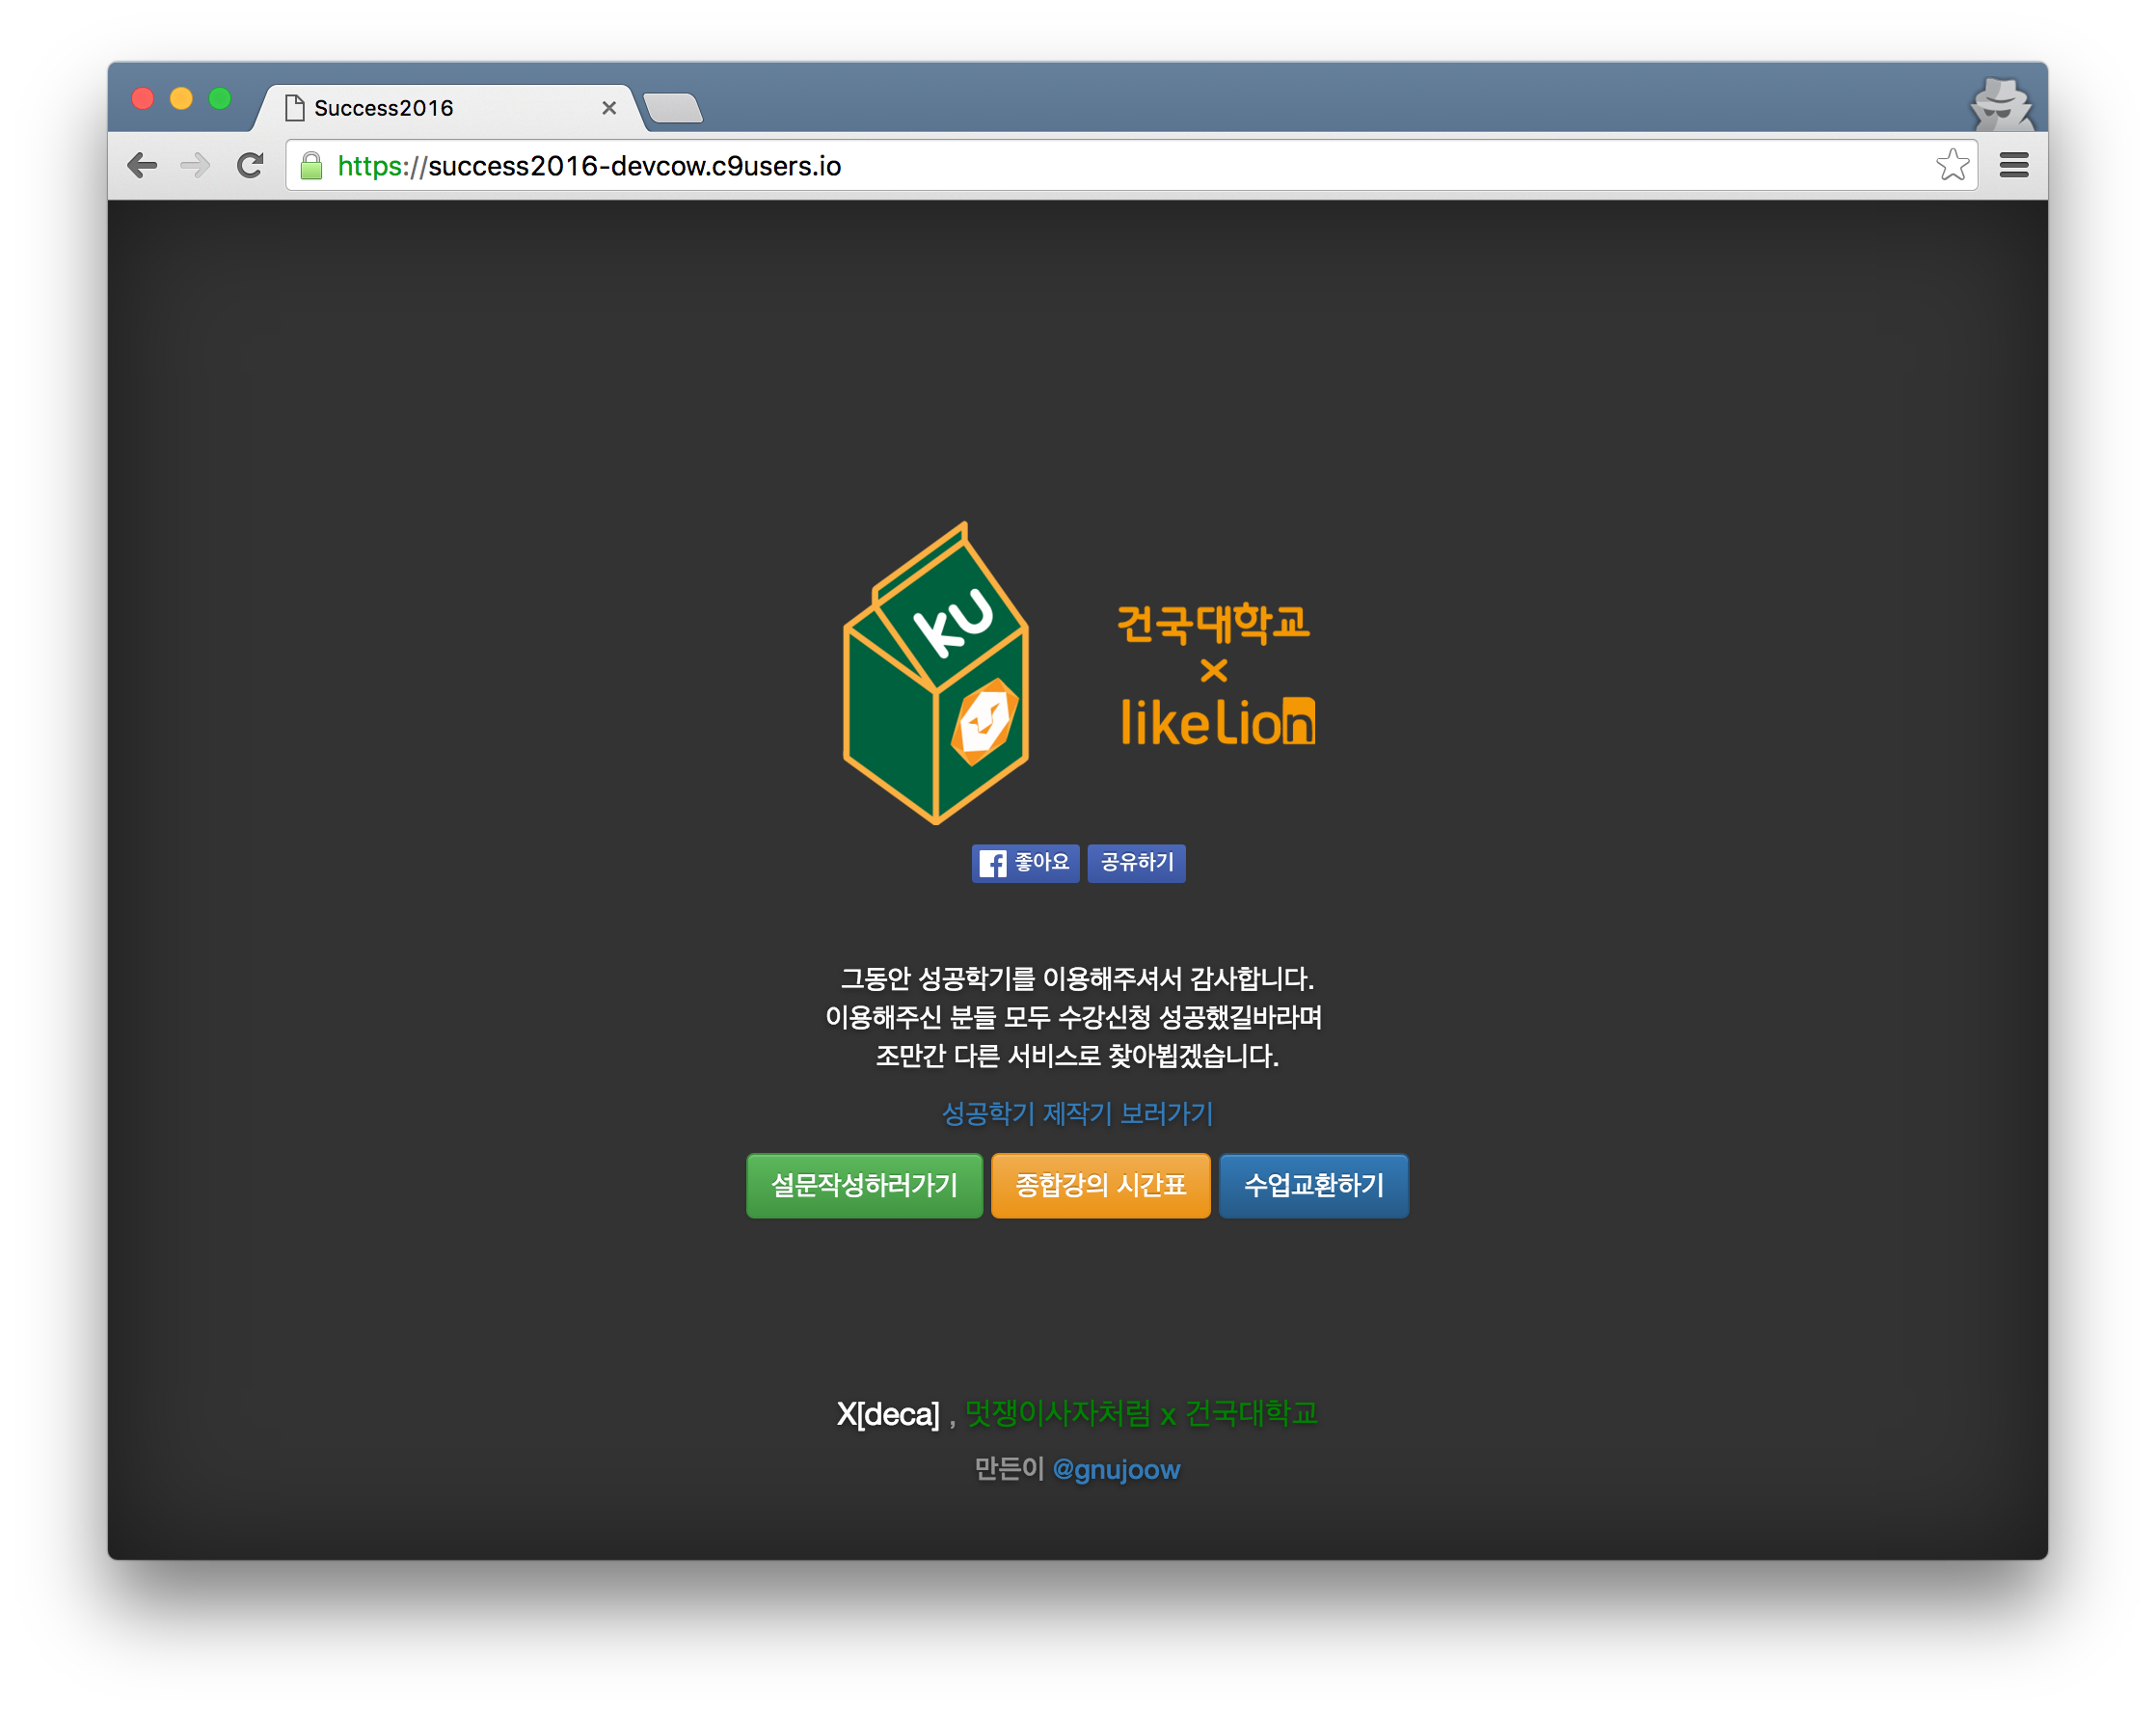 Success2016
https://success2016-devcow.c9users.io
ku
건국대학교
×
likelion
좋아요 공유하기
그동안 성공학기를 이용해주셔서 감사합니다.
이용해주신 분들 모두 수강신청 성공했길바라며
조만간 다른 서비스로 찾아뵙겠습니다.
성공학기 제작기 보러가기
설문작성하러가기 종합강의 시간표 수업교환하기
X[deca] , 멋쟁이사자처럼 x 건국대학교
만든이 @gnujoow